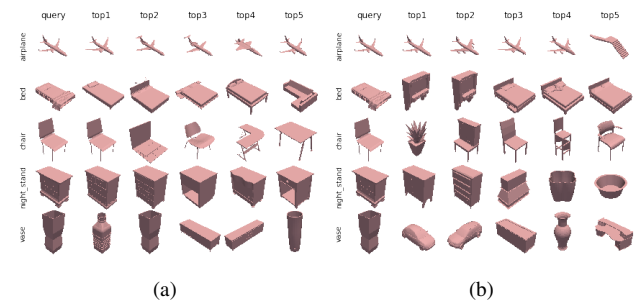 query top1 top2 top3 top4 top5
airplane
bed
chair
night_stand
vase
(a)
query top1 top2 top3 top4 top5
airplane
bed
chair
night_stand
vase
(b)